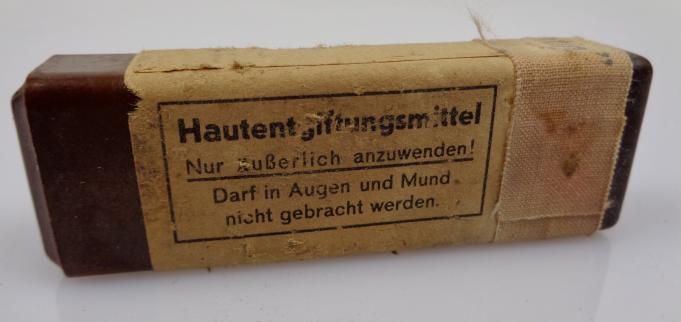 Hautentgiftungsmittel
Nur äußerlich anzuwenden!
Darf in Augen und Mund
nicht gebracht werden.